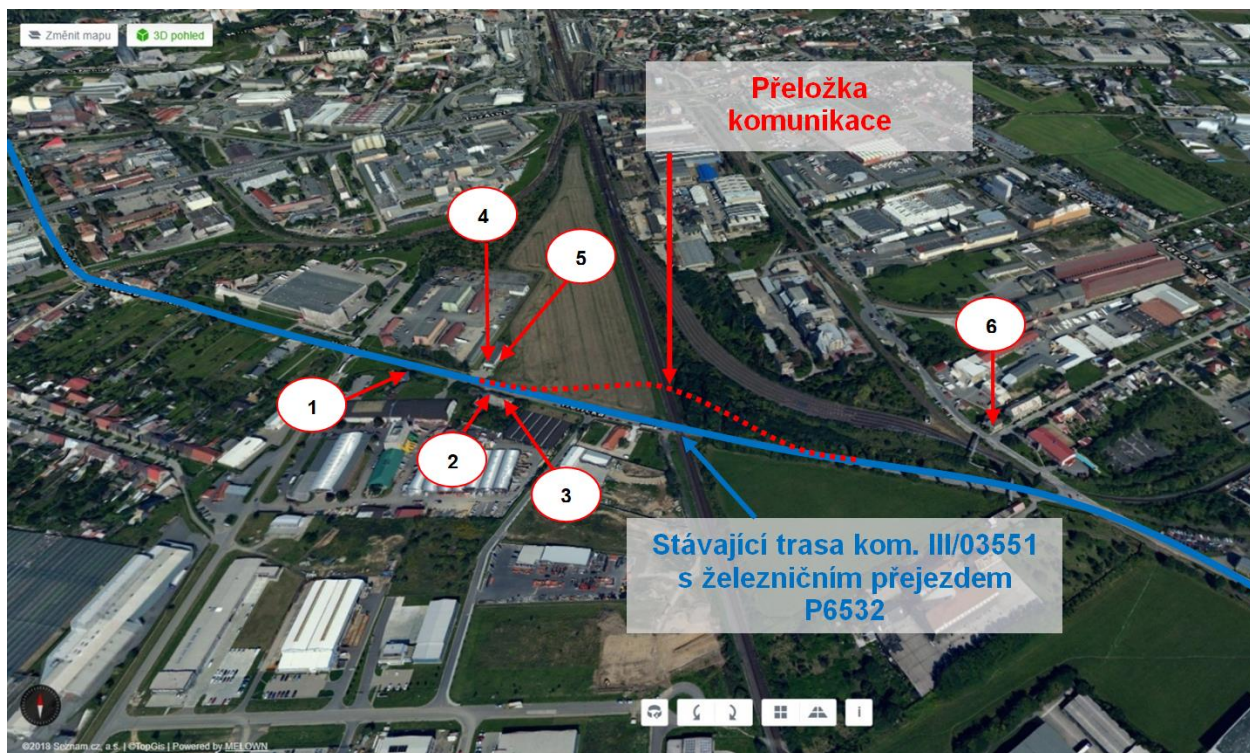 Změnit mapu
3D pohled
Přeložka
komunikace
4
5
6
1
2
3
Stávající trasa kom. III/03551
s železničním přejezdem
P6532
i
©2018 Seznam.cz, a.s. | ©TopGis | Powered by MELOWN